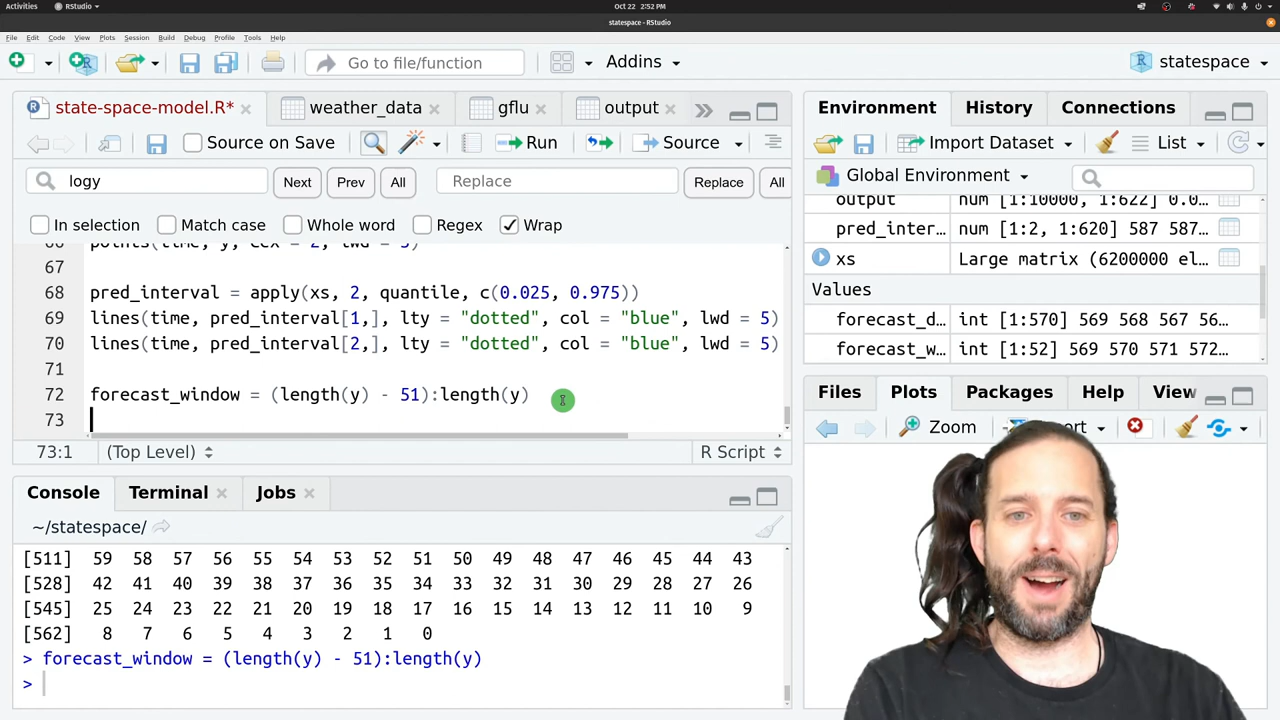 Activities RStudio Oct 22 2:52 PM
statespace - RStudio
File Edit Code View Plots Session Build Debug Profile Tools Help
Go to file/function Addins statespace
state-space-model.R* weather_data gflu output
Source on Save Run Source
logy Next Prev All Replace Replace All
In selection Match case Whole word Regex Wrap
66 points(time, y, cex = 2, lwd = 5)
67
68 pred_interval = apply(xs, 2, quantile, c(0.025, 0.975))
69 lines(time, pred_interval[1,], lty = "dotted", col = "blue", lwd = 5)
70 lines(time, pred_interval[2,], lty = "dotted", col = "blue", lwd = 5)
71
72 forecast_window = (length(y) - 51):length(y)
73
73:1 (Top Level) R Script
Console Terminal Jobs
~/statespace/
[511] 59 58 57 56 55 54 53 52 51 50 49 48 47 46 45 44 43
[528] 42 41 40 39 38 37 36 35 34 33 32 31 30 29 28 27 26
[545] 25 24 23 22 21 20 19 18 17 16 15 14 13 12 11 10 9
[562] 8 7 6 5 4 3 2 1 0
> forecast_window = (length(y) - 51):length(y)
>
Environment History Connections
Import Dataset List
Global Environment
output num [1:10000, 1:622] 0.0…
pred_inter… num [1:2, 1:620] 587 587…
xs Large matrix (6200000 el…
Values
forecast_d… int [1:570] 569 568 567 56…
forecast_w… int [1:52] 569 570 571 572…
Files Plots Packages Help View
Zoom